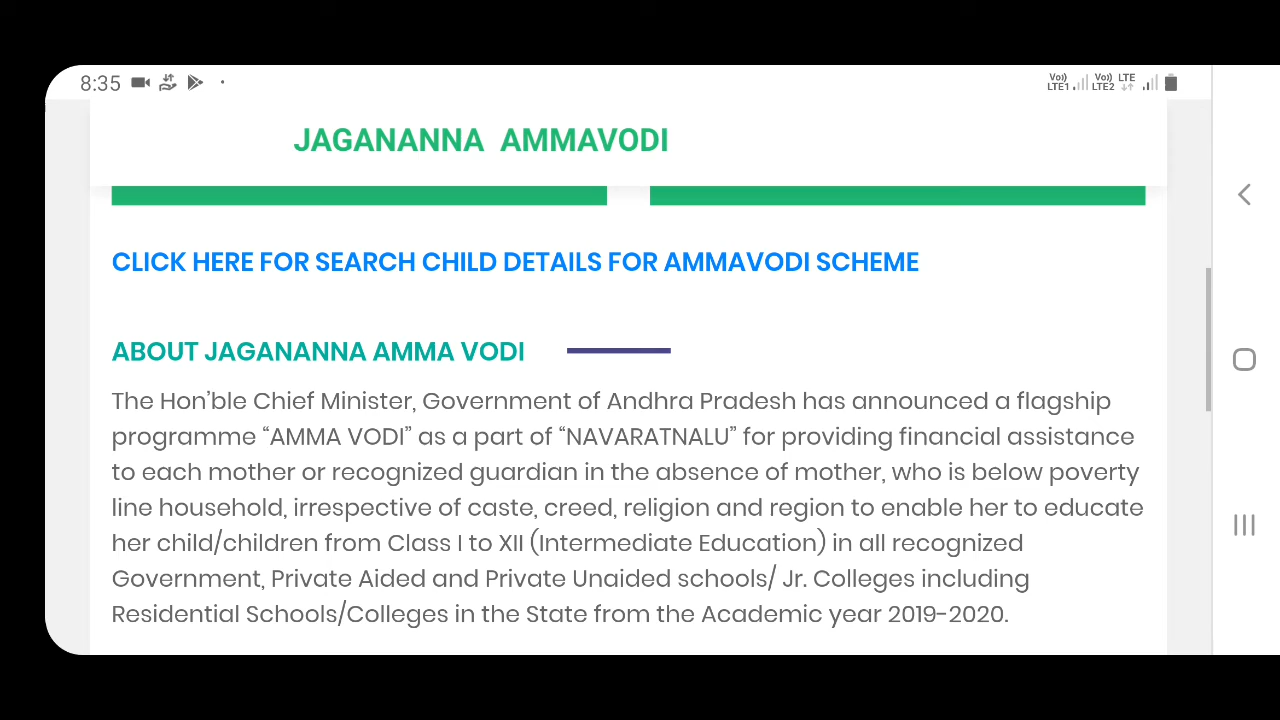 8:35
Vo)) LTE1 Vo)) LTE2 LTE
JAGANANNA AMMAVODI
CLICK HERE FOR SEARCH CHILD DETAILS FOR AMMAVODI SCHEME
ABOUT JAGANANNA AMMA VODI
The Hon’ble Chief Minister, Government of Andhra Pradesh has announced a flagship
programme “AMMA VODI” as a part of “NAVARATNALU” for providing financial assistance
to each mother or recognized guardian in the absence of mother, who is below poverty
line household, irrespective of caste, creed, religion and region to enable her to educate
her child/children from Class I to XII (Intermediate Education) in all recognized
Government, Private Aided and Private Unaided schools/ Jr. Colleges including
Residential Schools/Colleges in the State from the Academic year 2019-2020.